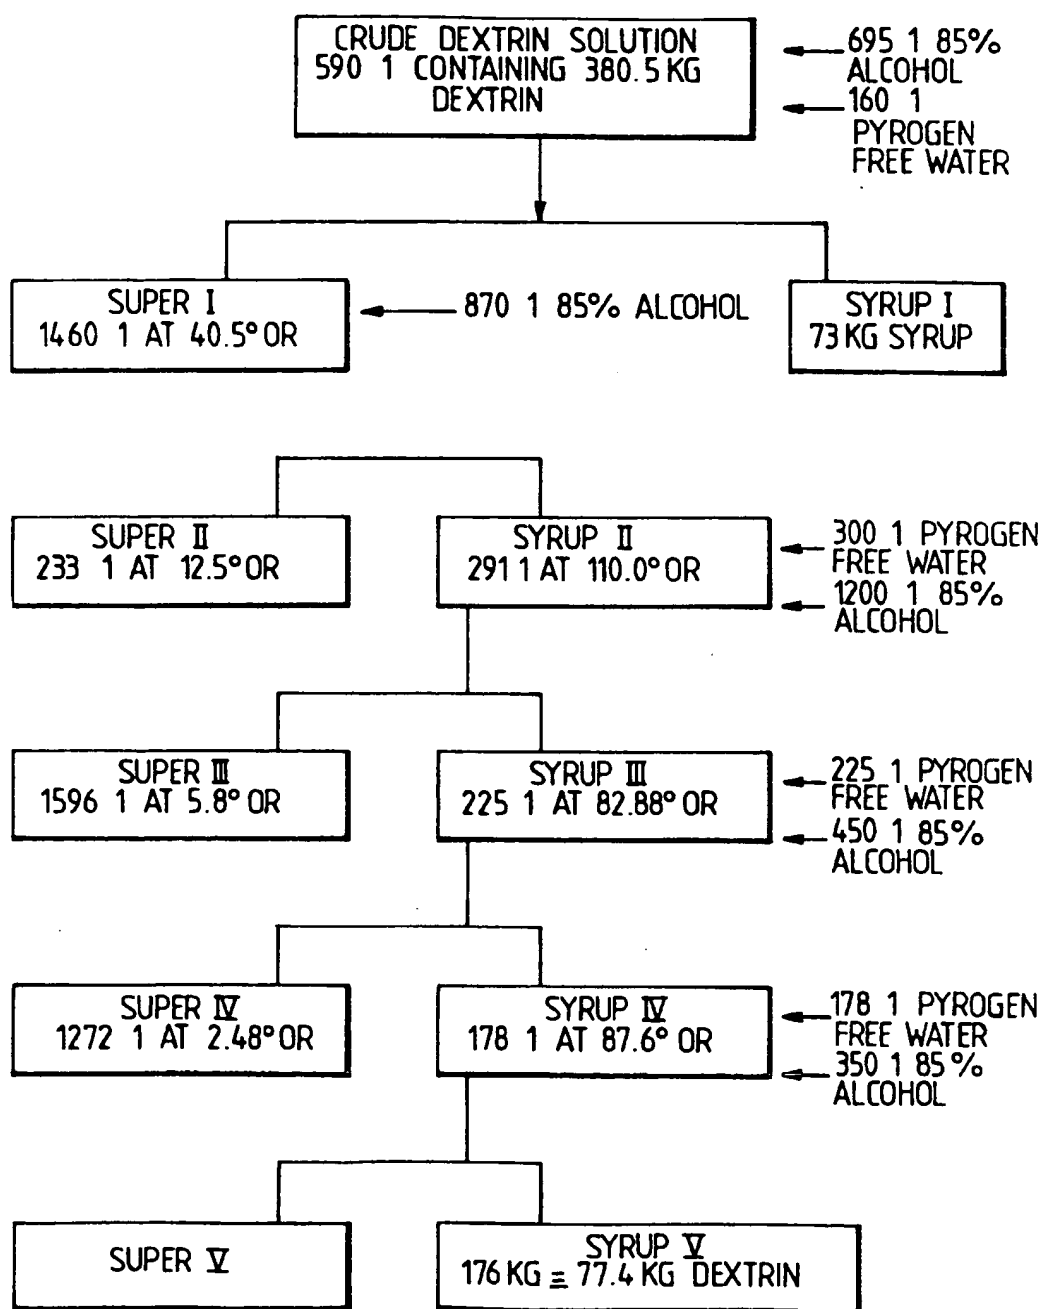 CRUDE DEXTRIN SOLUTION
590 1 CONTAINING 380.5 KG
DEXTRIN
695 1 85%
ALCOHOL
160 1
PYROGEN
FREE WATER
SUPER I
1460 1 AT 40.5° OR
870 1 85% ALCOHOL
SYRUP I
73 KG SYRUP
SUPER II
233 1 AT 12.5° OR
SYRUP II
291 1 AT 110.0° OR
300 1 PYROGEN
FREE WATER
1200 1 85%
ALCOHOL
SUPER III
1596 1 AT 5.8° OR
SYRUP III
225 1 AT 82.88° OR
225 1 PYROGEN
FREE WATER
450 1 85%
ALCOHOL
SUPER IV
1272 1 AT 2.48° OR
SYRUP IV
178 1 AT 87.6° OR
178 1 PYROGEN
FREE WATER
350 1 85%
ALCOHOL
SUPER V
SYRUP V
176 KG ≡ 77.4 KG DEXTRIN